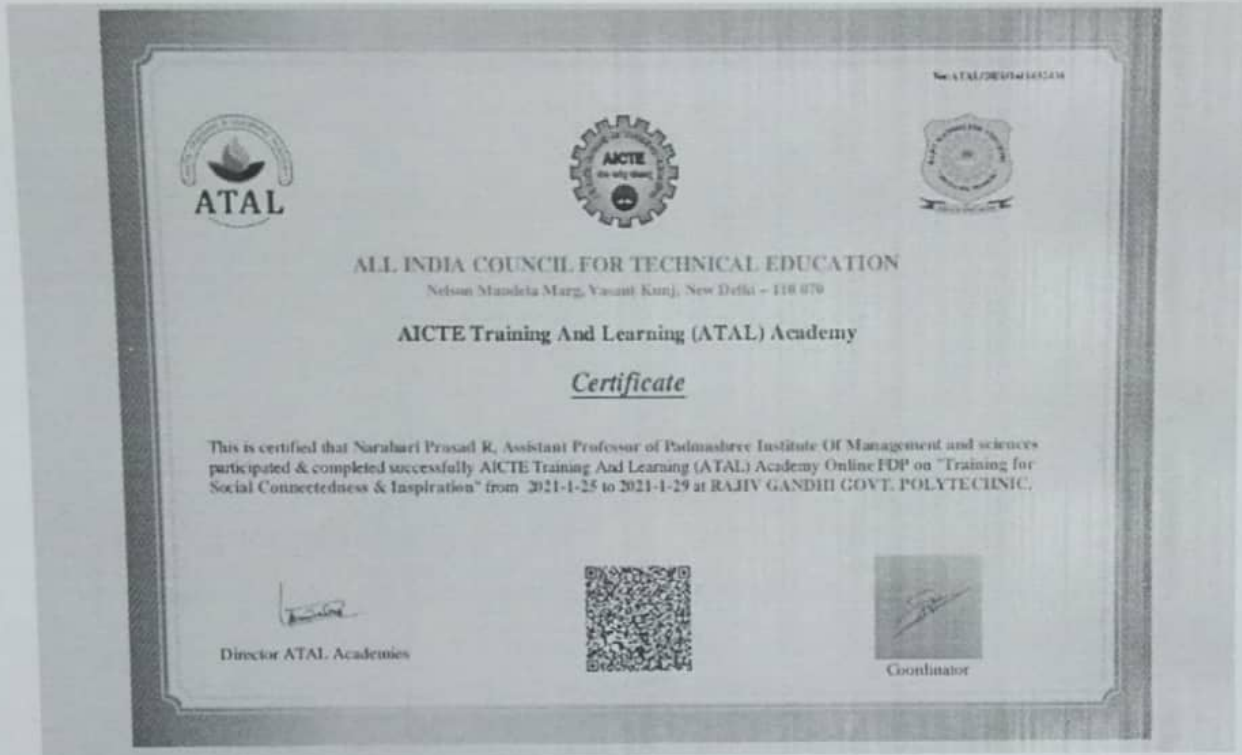 ATAL
AICTE
ALL INDIA COUNCIL FOR TECHNICAL EDUCATION
Nelson Mandela Marg, Vasant Kunj, New Delhi – 110 070
AICTE Training And Learning (ATAL) Academy
Certificate
This is certified that Narahari Prasad R, Assistant Professor of Padmashree Institute Of Management and sciences
participated & completed successfully AICTE Training And Learning (ATAL) Academy Online FDP on "Training for
Social Connectedness & Inspiration" from 2021-1-25 to 2021-1-29 at RAJIV GANDHI GOVT. POLYTECHNIC.
Director ATAL Academies
Coordinator